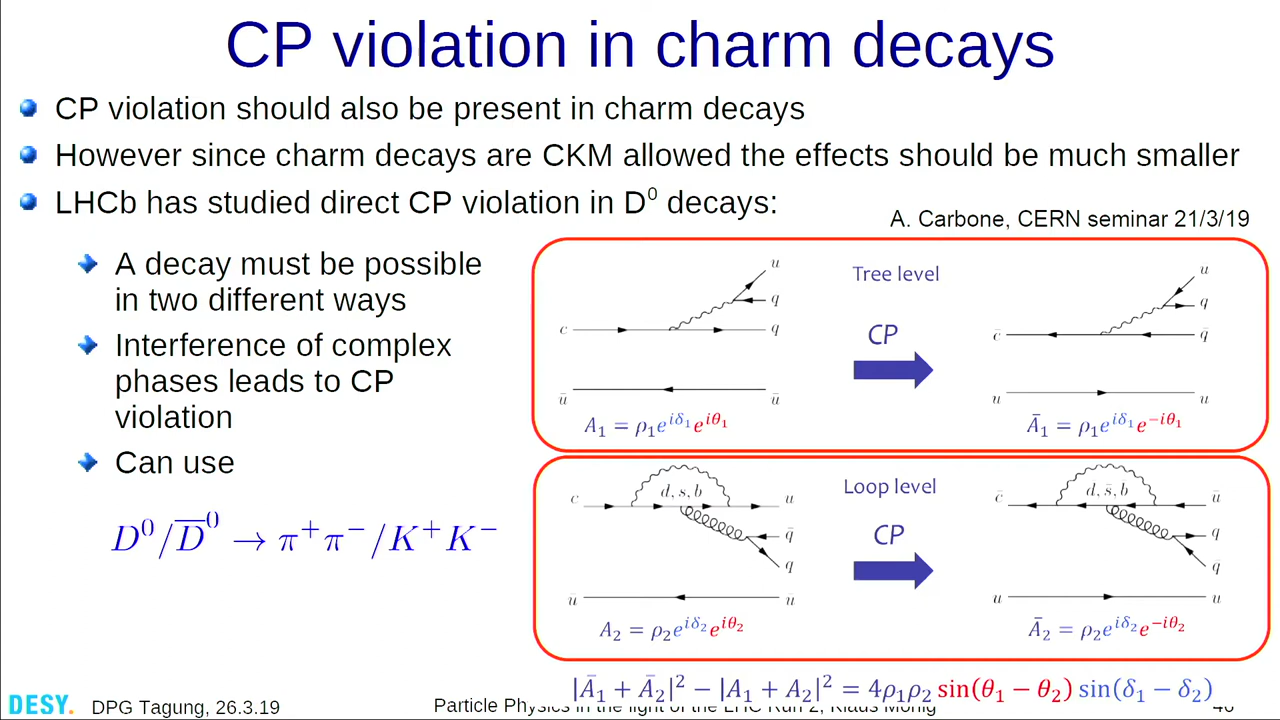 CP violation in charm decays
CP violation should also be present in charm decays
However since charm decays are CKM allowed the effects should be much smaller
LHCb has studied direct CP violation in D⁰ decays:
A. Carbone, CERN seminar 21/3/19
A decay must be possible
in two different ways
Interference of complex
phases leads to CP
violation
Can use
D⁰/D̅⁰ → π⁺π⁻/K⁺K⁻
Tree level
CP
c
u
q
q
ū
ū
A₁ = ρ₁e^{iδ₁}e^{iθ₁}
c̄
u
q
q̄
u
u
Ā₁ = ρ₁e^{iδ₁}e^{-iθ₁}
Loop level
CP
c
d, s, b
u
q̄
q
ū
ū
A₂ = ρ₂e^{iδ₂}e^{iθ₂}
c̄
d, s̄, b
ū
q
q̄
u
u
Ā₂ = ρ₂e^{iδ₂}e^{-iθ₂}
|Ā₁ + Ā₂|² − |A₁ + A₂|² = 4ρ₁ρ₂ sin(θ₁ − θ₂) sin(δ₁ − δ₂)
DESY.
DPG Tagung, 26.3.19
Particle Physics in the light of the LHC Run 2, Klaus Mönig